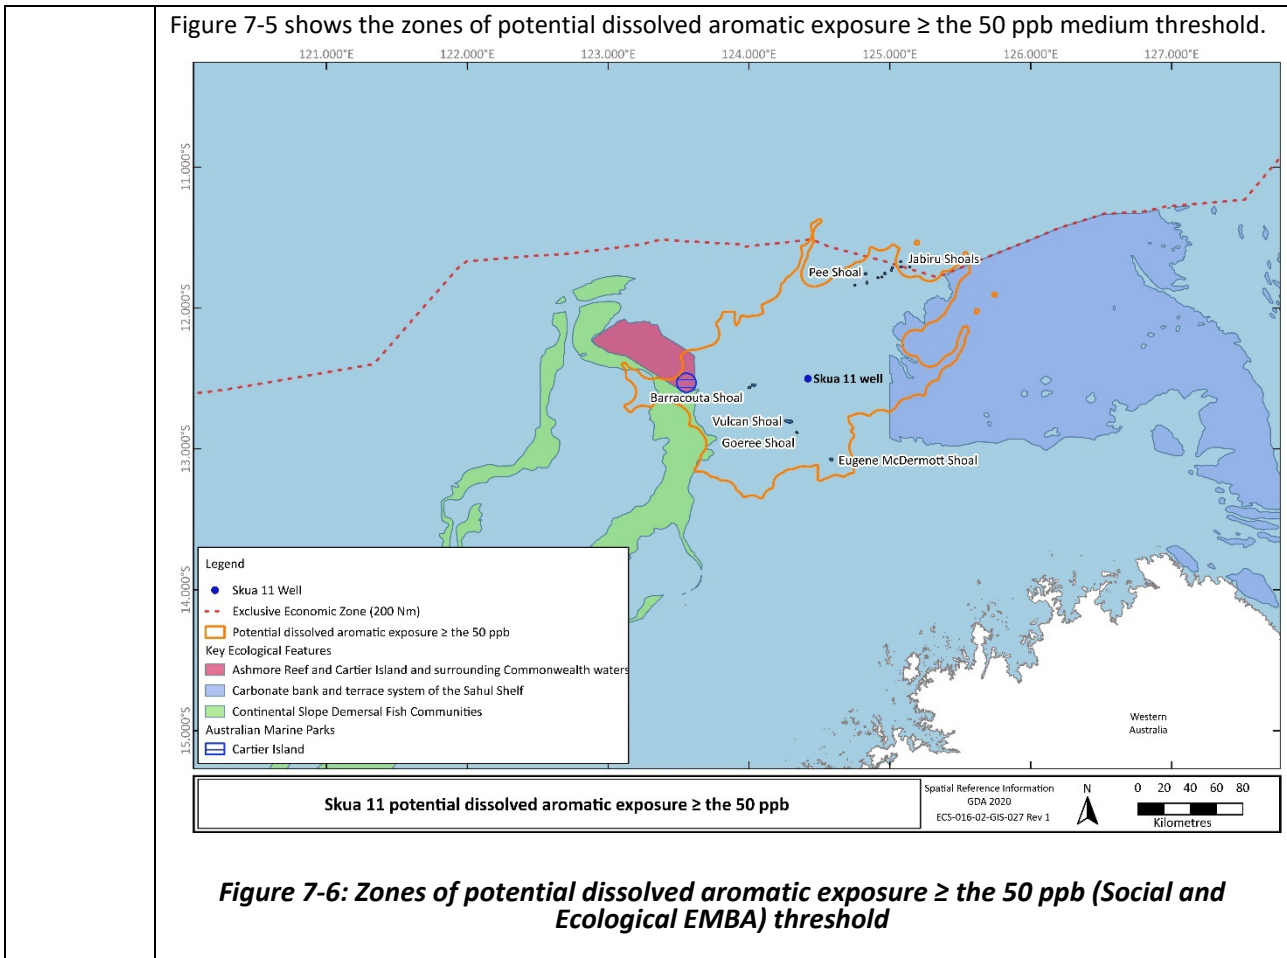 Figure 7-5 shows the zones of potential dissolved aromatic exposure ≥ the 50 ppb medium threshold.
121.000°E 122.000°E 123.000°E 124.000°E 125.000°E 126.000°E 127.000°E
11.000°S
12.000°S
13.000°S
14.000°S
15.000°S
Jabiru Shoals
Pee Shoal
Skua 11 well
Barracouta Shoal
Vulcan Shoal
Goeree Shoal
Eugene McDermott Shoal
Western
Australia
Legend
Skua 11 Well
Exclusive Economic Zone (200 Nm)
Potential dissolved aromatic exposure ≥ the 50 ppb
Key Ecological Features
Ashmore Reef and Cartier Island and surrounding Commonwealth waters
Carbonate bank and terrace system of the Sahul Shelf
Continental Slope Demersal Fish Communities
Australian Marine Parks
Cartier Island
Skua 11 potential dissolved aromatic exposure ≥ the 50 ppb
Spatial Reference Information
GDA 2020
ECS-016-02-GIS-027 Rev 1
N
0 20 40 60 80
Kilometres
Figure 7-6: Zones of potential dissolved aromatic exposure ≥ the 50 ppb (Social and
Ecological EMBA) threshold